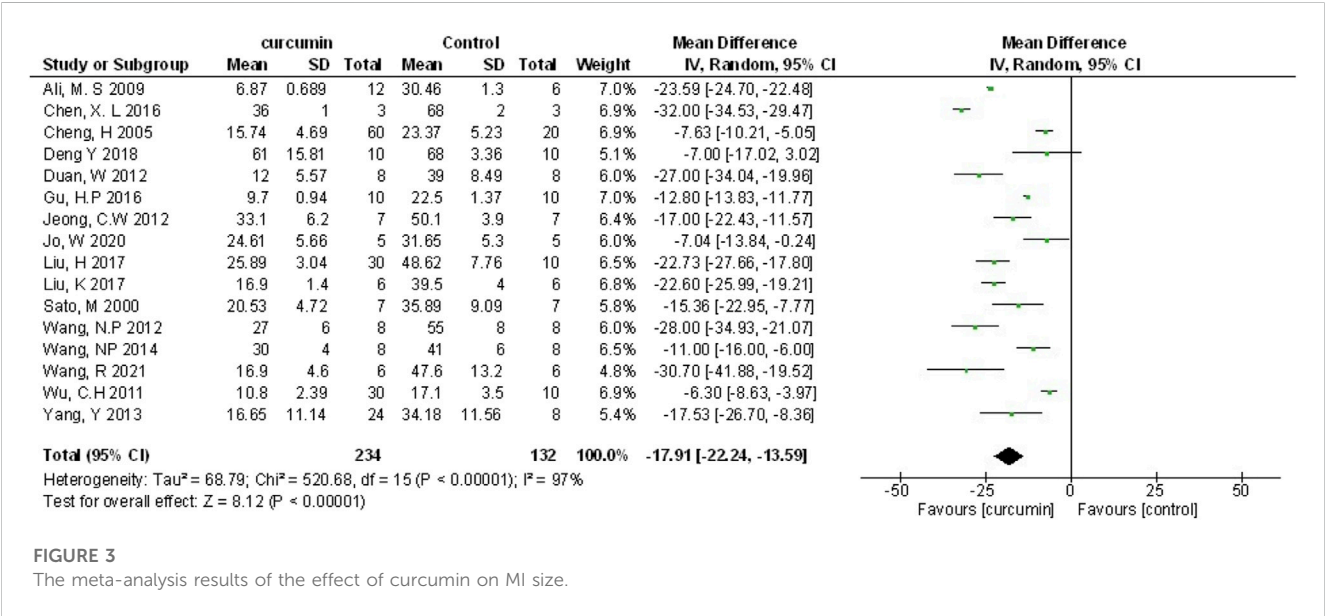 curcumin Control Mean Difference Mean Difference
Study or Subgroup Mean SD Total Mean SD Total Weight IV, Random, 95% CI IV, Random, 95% CI
Ali, M. S 2009 6.87 0.689 12 30.46 1.3 6 7.0% -23.59 [-24.70, -22.48]
Chen, X. L 2016 36 1 3 68 2 3 6.9% -32.00 [-34.53, -29.47]
Cheng, H 2005 15.74 4.69 60 23.37 5.23 20 6.9% -7.63 [-10.21, -5.05]
Deng Y 2018 61 15.81 10 68 3.36 10 5.1% -7.00 [-17.02, 3.02]
Duan, W 2012 12 5.57 8 39 8.49 8 6.0% -27.00 [-34.04, -19.96]
Gu, H.P 2016 9.7 0.94 10 22.5 1.37 10 7.0% -12.80 [-13.83, -11.77]
Jeong, C.W 2012 33.1 6.2 7 50.1 3.9 7 6.4% -17.00 [-22.43, -11.57]
Jo, W 2020 24.61 5.66 5 31.65 5.3 5 6.0% -7.04 [-13.84, -0.24]
Liu, H 2017 25.89 3.04 30 48.62 7.76 10 6.5% -22.73 [-27.66, -17.80]
Liu, K 2017 16.9 1.4 6 39.5 4 6 6.8% -22.60 [-25.99, -19.21]
Sato, M 2000 20.53 4.72 7 35.89 9.09 7 5.8% -15.36 [-22.95, -7.77]
Wang, N.P 2012 27 6 8 55 8 8 6.0% -28.00 [-34.93, -21.07]
Wang, NP 2014 30 4 8 41 6 8 6.5% -11.00 [-16.00, -6.00]
Wang, R 2021 16.9 4.6 6 47.6 13.2 6 4.8% -30.70 [-41.88, -19.52]
Wu, C.H 2011 10.8 2.39 30 17.1 3.5 10 6.9% -6.30 [-8.63, -3.97]
Yang, Y 2013 16.65 11.14 24 34.18 11.56 8 5.4% -17.53 [-26.70, -8.36]
Total (95% CI) 234 132 100.0% -17.91 [-22.24, -13.59]
Heterogeneity: Tau² = 68.79; Chi² = 520.68, df = 15 (P < 0.00001); I² = 97%
Test for overall effect: Z = 8.12 (P < 0.00001)
-50 -25 0 25 50
Favours [curcumin] Favours [control]
FIGURE 3
The meta-analysis results of the effect of curcumin on MI size.